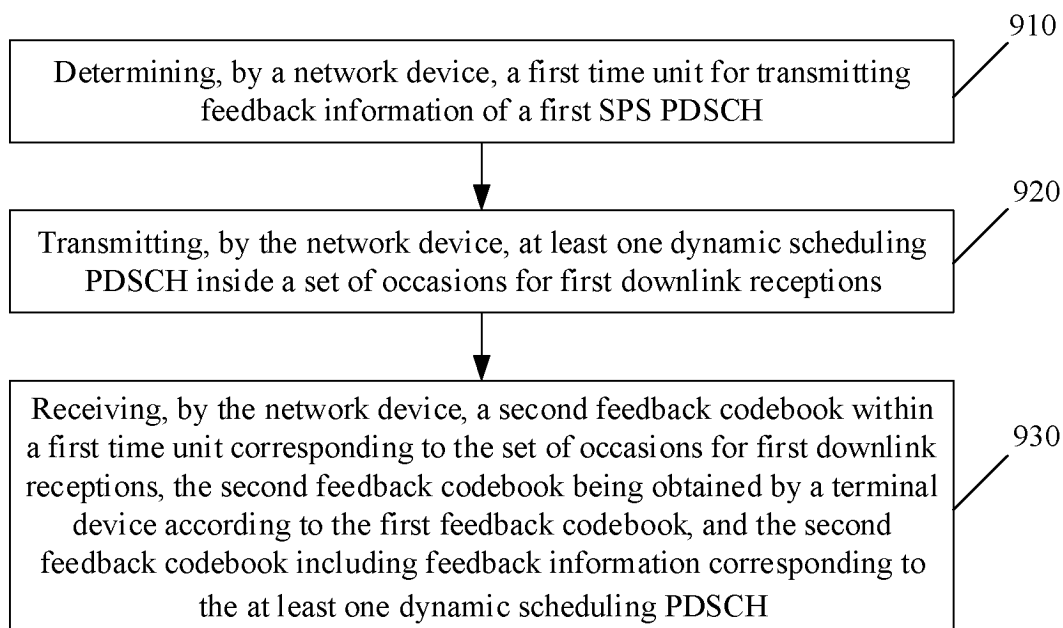 910
Determining, by a network device, a first time unit for transmitting
feedback information of a first SPS PDSCH
920
Transmitting, by the network device, at least one dynamic scheduling
PDSCH inside a set of occasions for first downlink receptions
930
Receiving, by the network device, a second feedback codebook within
a first time unit corresponding to the set of occasions for first downlink
receptions, the second feedback codebook being obtained by a terminal
device according to the first feedback codebook, and the second
feedback codebook including feedback information corresponding to
the at least one dynamic scheduling PDSCH